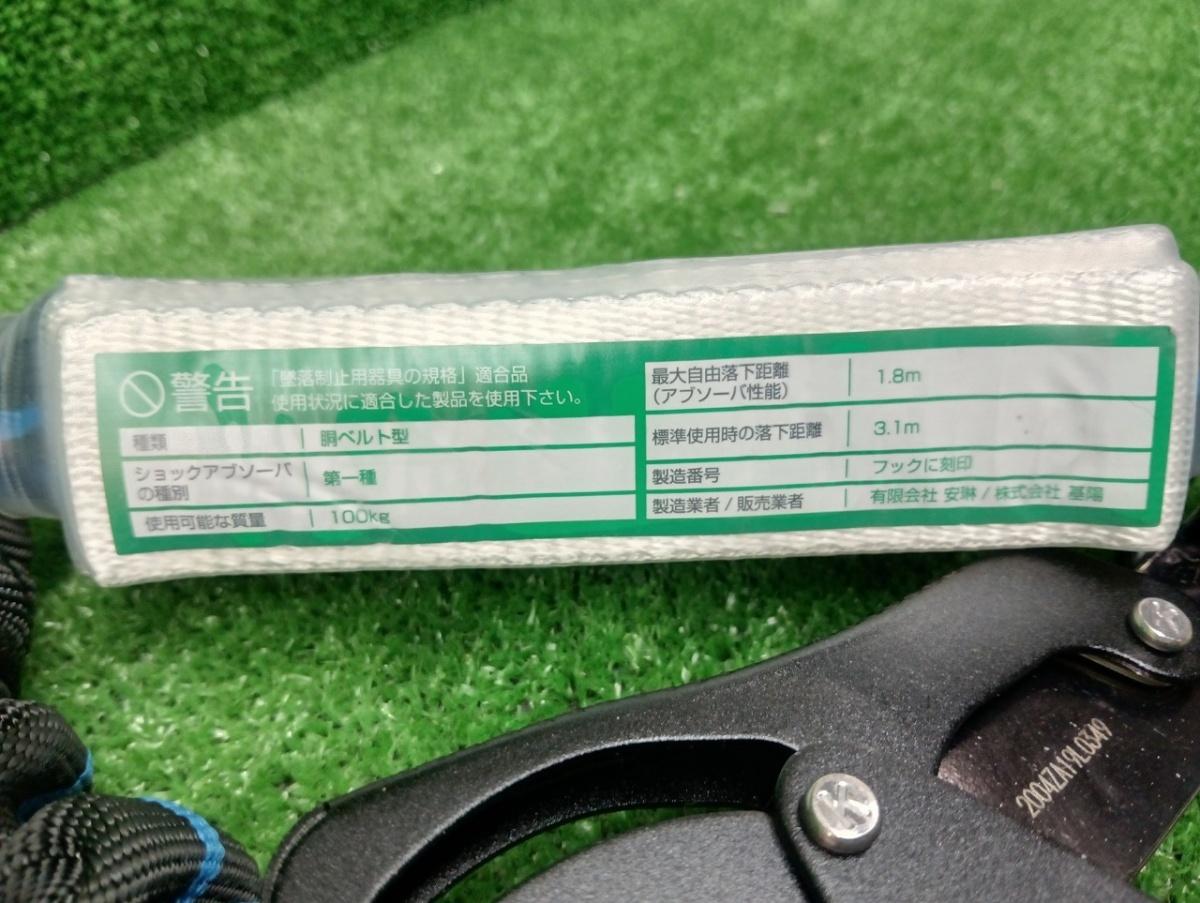 警告
「墜落制止用器具の規格」適合品
使用状況に適合した製品を使用下さい。
種類 胴ベルト型
ショックアブソーバ
の種別 第一種
使用可能な質量 100kg
最大自由落下距離
(アブソーバ性能) 1.8m
標準使用時の落下距離 3.1m
製造番号 フックに刻印
製造業者 / 販売業者 有限会社 安琳 / 株式会社 基陽
K
K
2004ZA19L0349